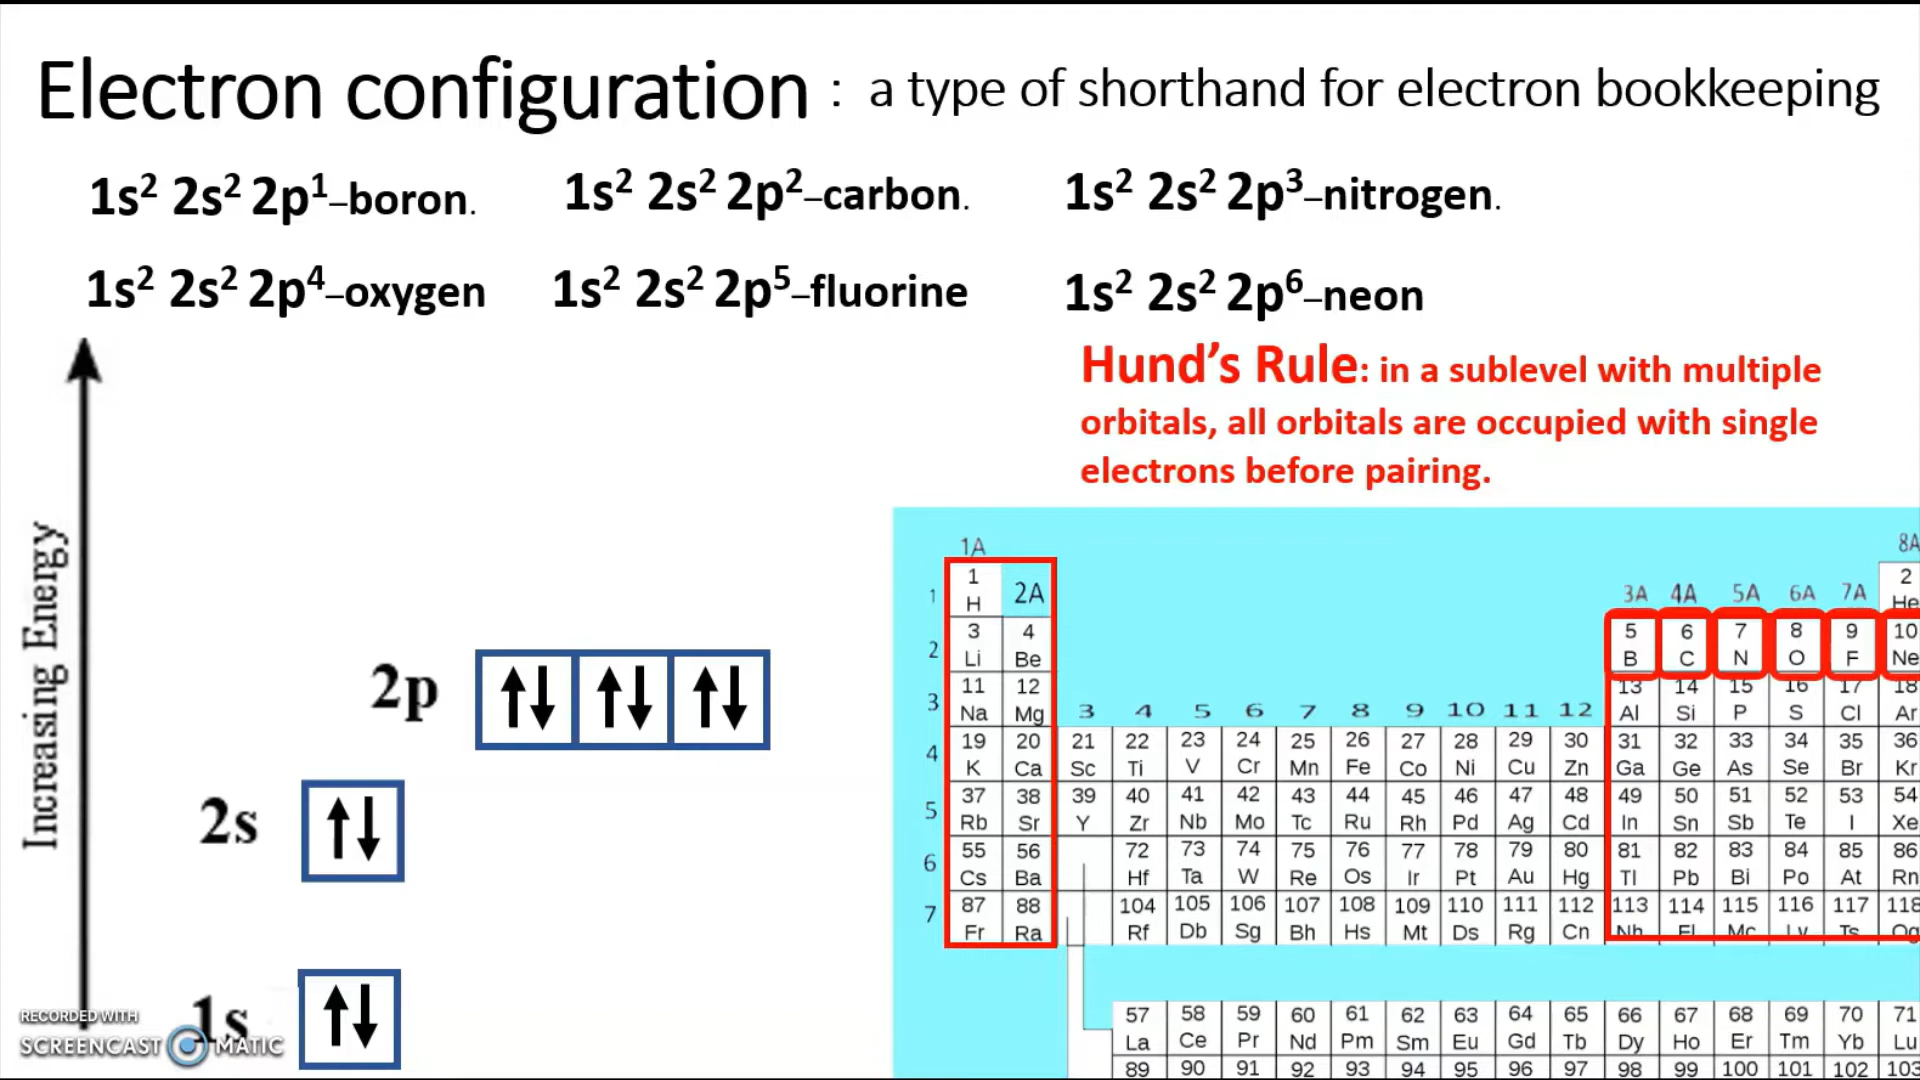 Electron configuration : a type of shorthand for electron bookkeeping
1s² 2s² 2p¹–boron. 1s² 2s² 2p²–carbon. 1s² 2s² 2p³–nitrogen.
1s² 2s² 2p⁴–oxygen 1s² 2s² 2p⁵–fluorine 1s² 2s² 2p⁶–neon
Hund's Rule: in a sublevel with multiple
orbitals, all orbitals are occupied with single
electrons before pairing.
Increasing Energy
2p ↑↓ ↑↓ ↑↓
2s ↑↓
1s ↑↓
1A 8A
1 1 2A 3A 4A 5A 6A 7A 2
H He
2 3 4 5 6 7 8 9 10
Li Be B C N O F Ne
3 11 12 13 14 15 16 17 18
Na Mg 3 4 5 6 7 8 9 10 11 12 Al Si P S Cl Ar
4 19 20 21 22 23 24 25 26 27 28 29 30 31 32 33 34 35 36
K Ca Sc Ti V Cr Mn Fe Co Ni Cu Zn Ga Ge As Se Br Kr
5 37 38 39 40 41 42 43 44 45 46 47 48 49 50 51 52 53 54
Rb Sr Y Zr Nb Mo Tc Ru Rh Pd Ag Cd In Sn Sb Te I Xe
6 55 56 72 73 74 75 76 77 78 79 80 81 82 83 84 85 86
Cs Ba Hf Ta W Re Os Ir Pt Au Hg Tl Pb Bi Po At Rn
7 87 88 104 105 106 107 108 109 110 111 112 113 114 115 116 117 118
Fr Ra Rf Db Sg Bh Hs Mt Ds Rg Cn Nh Fl Mc Lv Ts Og
57 58 59 60 61 62 63 64 65 66 67 68 69 70 71
La Ce Pr Nd Pm Sm Eu Gd Tb Dy Ho Er Tm Yb Lu
89 90 91 92 93 94 95 96 97 98 99 100 101 102 103
RECORDED WITH
SCREENCAST MATIC